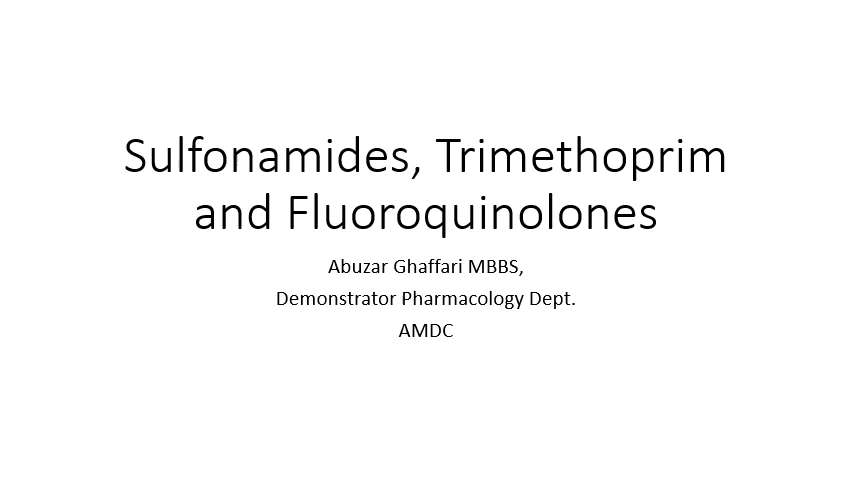 Sulfonamides, Trimethoprim
and Fluoroquinolones
Abuzar Ghaffari MBBS,
Demonstrator Pharmacology Dept.
AMDC